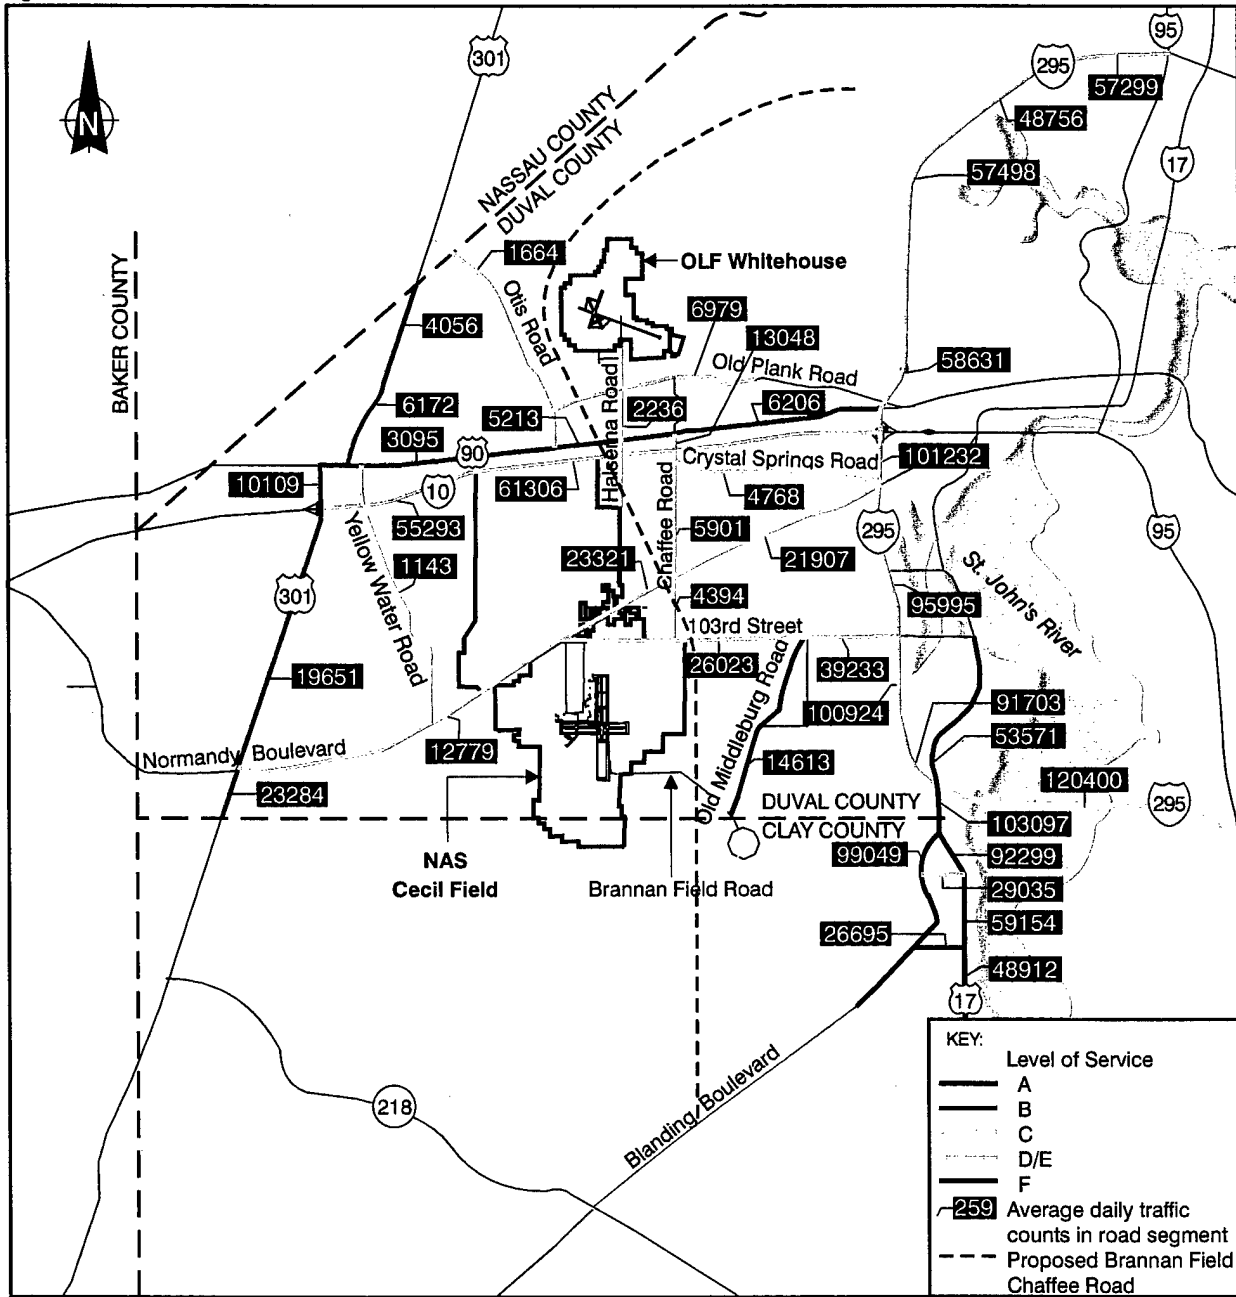 95
301
295
57299
48756
NASSAU COUNTY
DUVAL COUNTY
17
57498
1664
OLF Whitehouse
BAKER COUNTY
Otis Road
6979
4056
13048
Old Plank Road
58631
Halsema Road
6172
5213
2236
6206
3095
90
Crystal Springs Road
101232
10109
10
61306
4768
55293
Chaffee Road
5901
295
95
Yellow Water Road
1143
23321
21907
St. John's River
301
4394
95995
103rd Street
19651
26023
39233
Old Middleburg Road
100924
91703
Normandy Boulevard
12779
53571
14613
120400
23284
DUVAL COUNTY
295
CLAY COUNTY
103097
NAS
Cecil Field
99049
92299
Brannan Field Road
29035
59154
26695
48912
17
218
Blanding Boulevard
KEY:
Level of Service
A
B
C
D/E
F
259 Average daily traffic
counts in road segment
Proposed Brannan Field
Chaffee Road
N